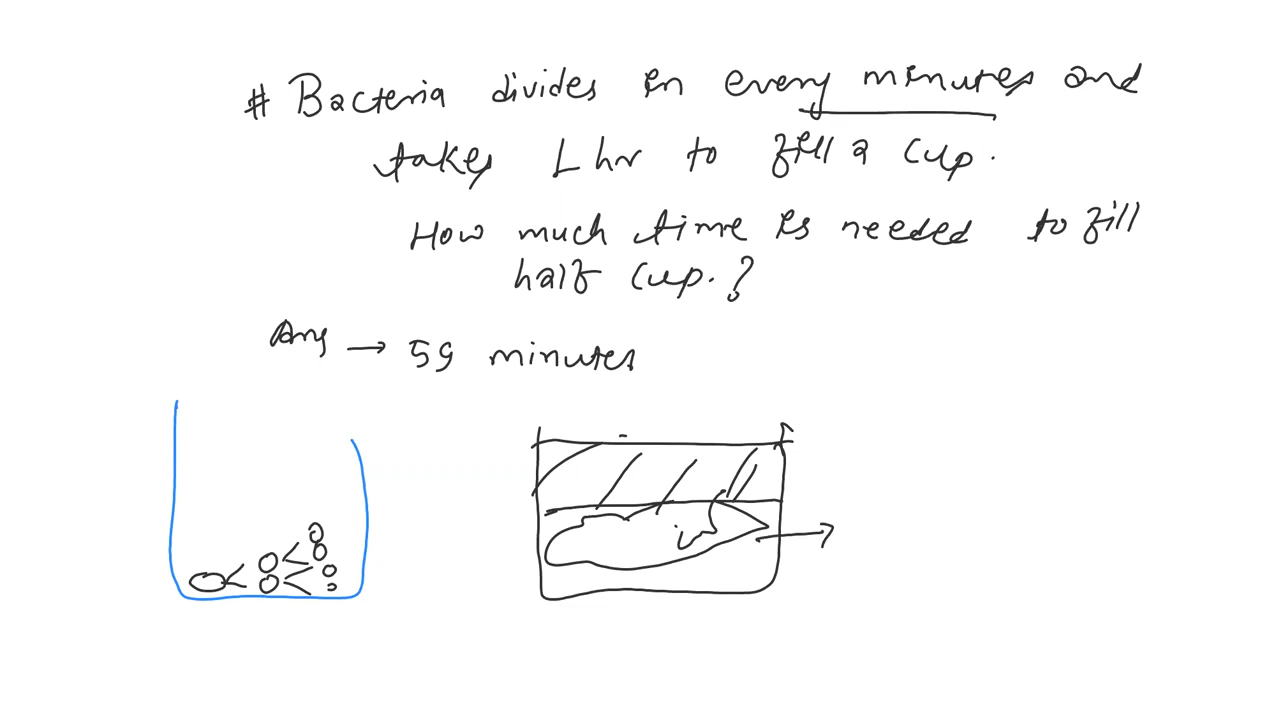 # Bacteria divides in every minutes and
takes 1 hr to fill a cup.
How much time is needed to fill
half cup.?
Ans → 59 minutes